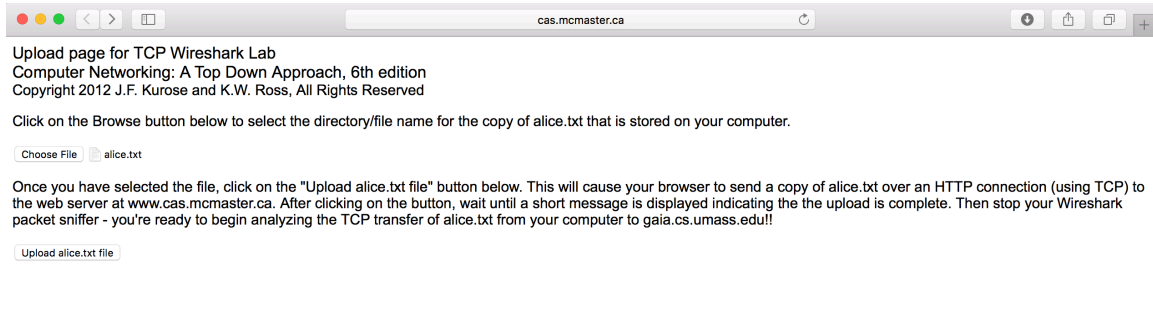 cas.mcmaster.ca
Upload page for TCP Wireshark Lab
Computer Networking: A Top Down Approach, 6th edition
Copyright 2012 J.F. Kurose and K.W. Ross, All Rights Reserved
Click on the Browse button below to select the directory/file name for the copy of alice.txt that is stored on your computer.
Choose File alice.txt
Once you have selected the file, click on the "Upload alice.txt file" button below. This will cause your browser to send a copy of alice.txt over an HTTP connection (using TCP) to
the web server at www.cas.mcmaster.ca. After clicking on the button, wait until a short message is displayed indicating the the upload is complete. Then stop your Wireshark
packet sniffer - you're ready to begin analyzing the TCP transfer of alice.txt from your computer to gaia.cs.umass.edu!!
Upload alice.txt file